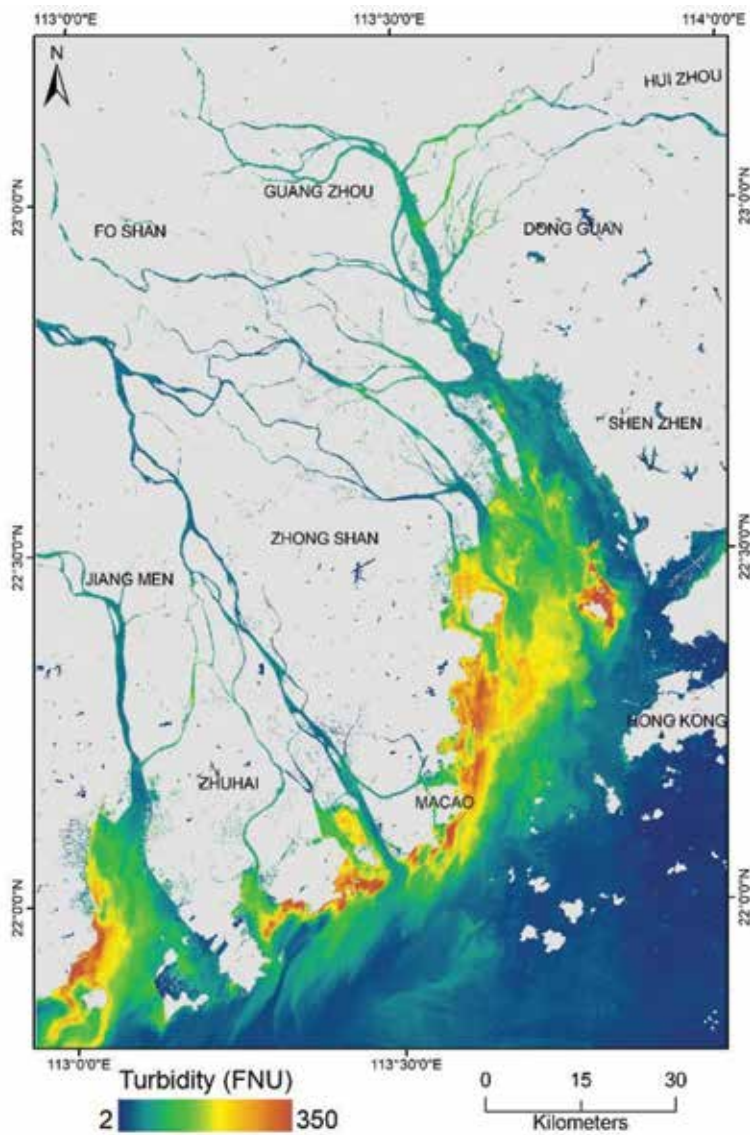 113°0'0"E 113°30'0"E 114°0'0"E
N
HUI ZHOU
23°0'0"N
GUANG ZHOU
23°0'0"N
FO SHAN
DONG GUAN
SHEN ZHEN
22°30'0"N
ZHONG SHAN
22°30'0"N
JIANG MEN
HONG KONG
ZHUHAI
MACAO
22°0'0"N
22°0'0"N
113°0'0"E 113°30'0"E
Turbidity (FNU)
2 350
0 15 30
Kilometers